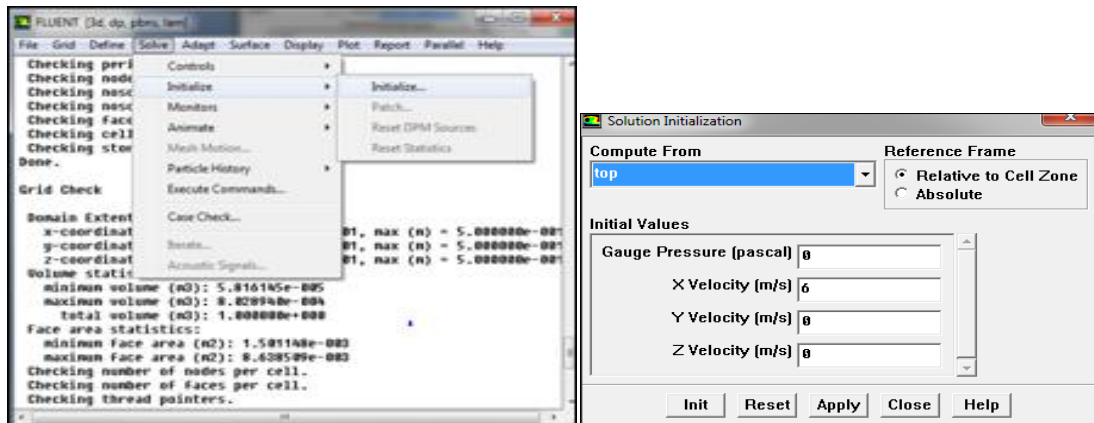 FLUENT [3d, dp, pbns, lam]
File Grid Define Solve Adapt Surface Display Plot Report Parallel Help
Checking peri
Checking node
Checking nosc
Checking nosc
Checking face
Checking cell
Checking stor
Done.
Grid Check
Domain Extent
x-coordinat 01, max (m) = 5.000000e-001
y-coordinat 01, max (m) = 5.000000e-001
z-coordinat 01, max (m) = 5.000000e-001
Volume statis
minimum volume (m3): 5.816145e-005
maximum volume (m3): 8.028940e-004
total volume (m3): 1.000000e+000
Face area statistics:
minimum face area (m2): 1.501148e-003
maximum face area (m2): 8.638509e-003
Checking number of nodes per cell.
Checking number of faces per cell.
Checking thread pointers.
Controls
Initialize
Monitors
Animate
Mesh Motion...
Particle History
Execute Commands...
Case Check...
Iterate...
Acoustic Signals...
Initialize...
Patch...
Reset DPM Sources
Reset Statistics
Solution Initialization
Compute From
top
Reference Frame
Relative to Cell Zone
Absolute
Initial Values
Gauge Pressure (pascal) 0
X Velocity (m/s) 6
Y Velocity (m/s) 0
Z Velocity (m/s) 0
Init Reset Apply Close Help